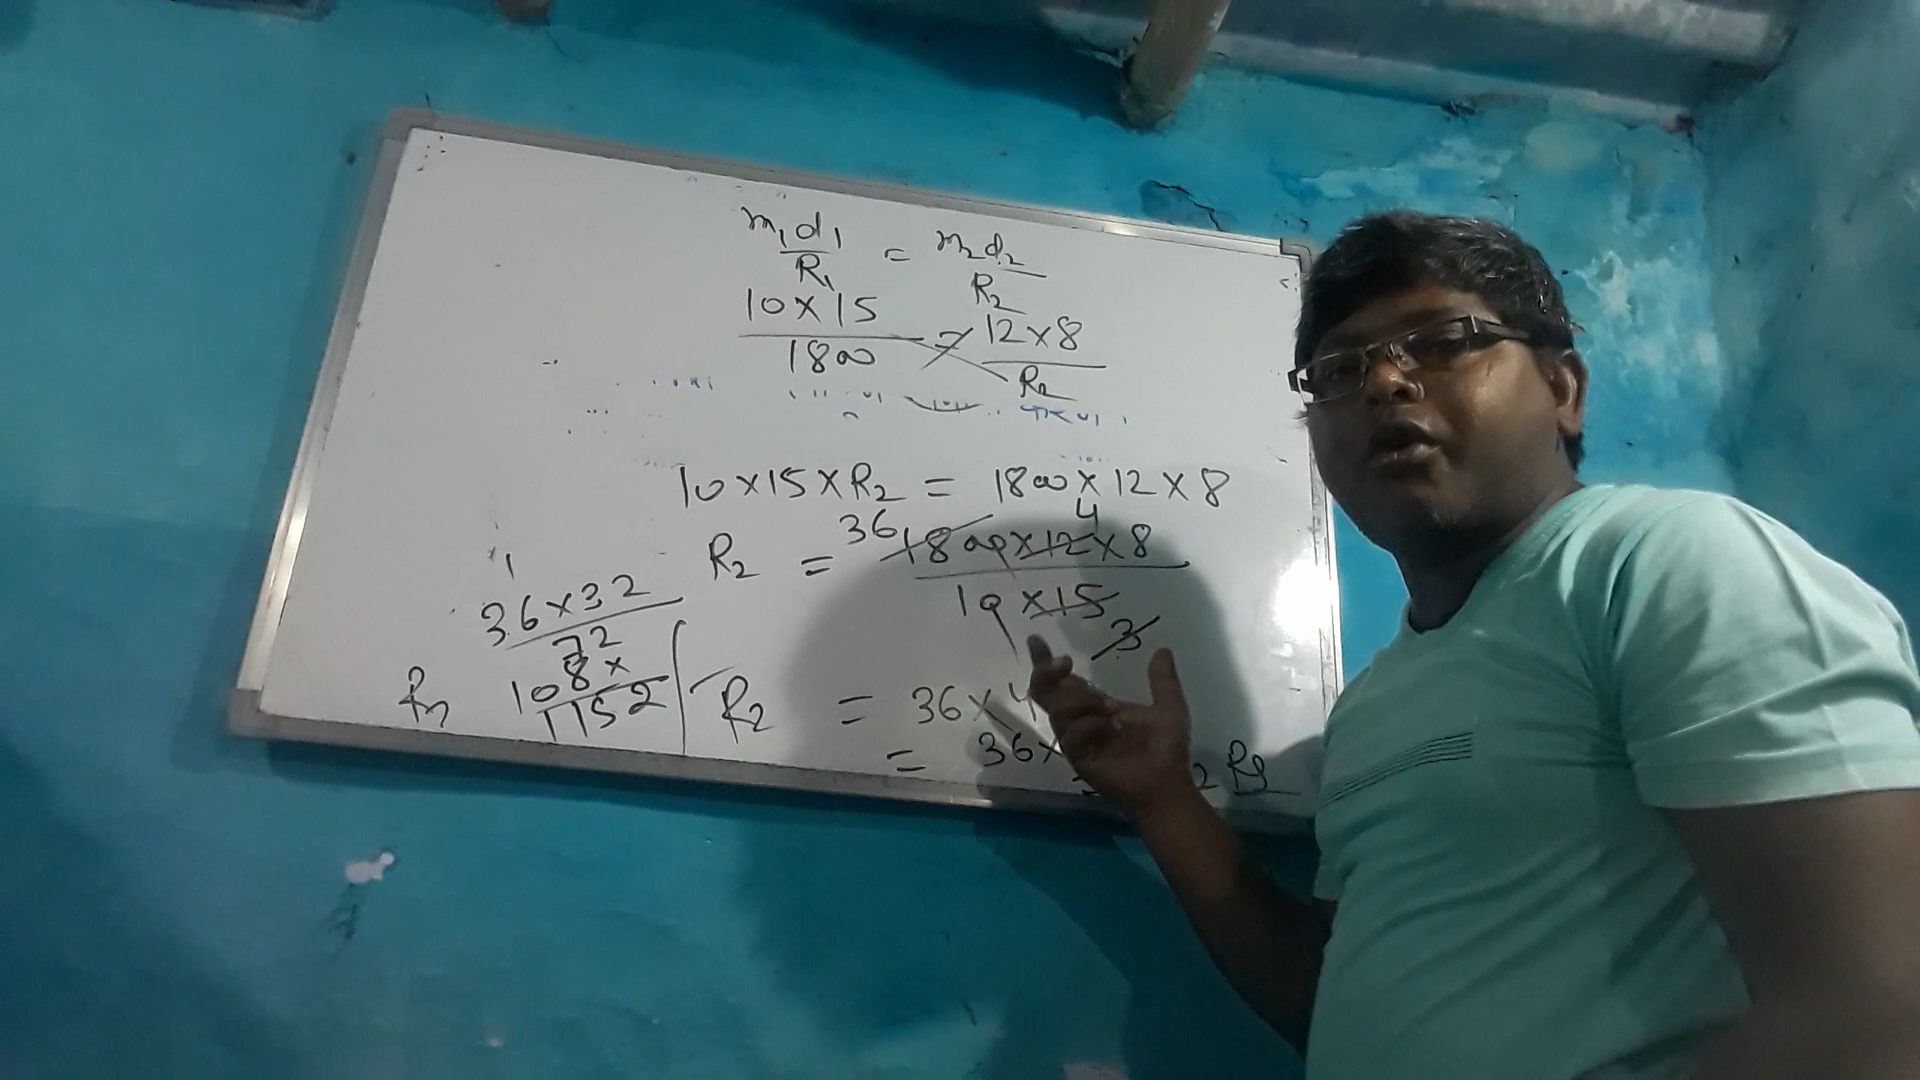 m₁d₁/R₁ = m₂d₂/R₂
10×15/1800 = 12×8/R₂
10×15×R₂ = 1800×12×8
R₂ = 36 1800×12×8 4
10×15
3
R₂ = 36×4
= 36×
2 Rs
36×32
72
108×
1152